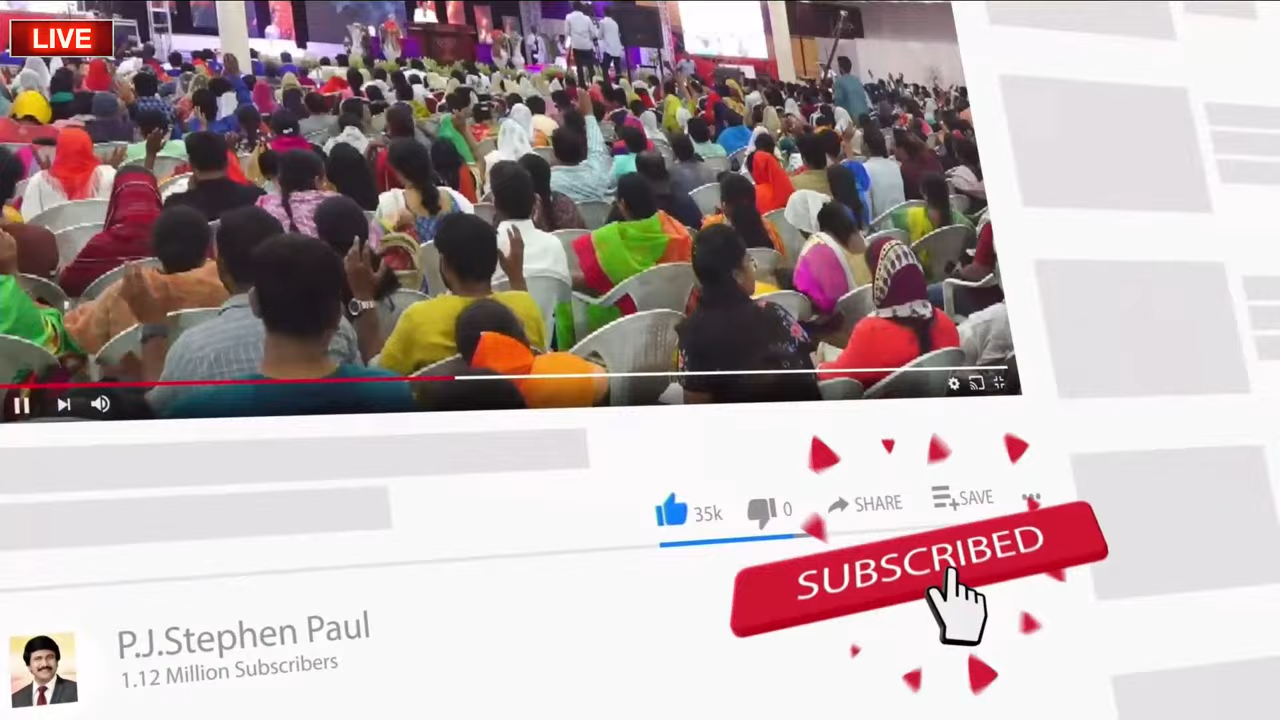 LIVE
35k
0
SHARE
SAVE
SUBSCRIBED
P.J.Stephen Paul
1.12 Million Subscribers